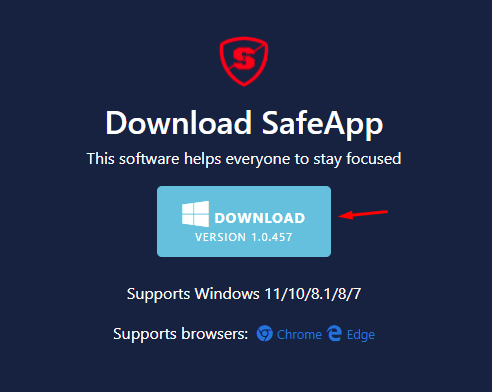 S
Download SafeApp
This software helps everyone to stay focused
DOWNLOAD
VERSION 1.0.457
Supports Windows 11/10/8.1/8/7
Supports browsers: Chrome Edge